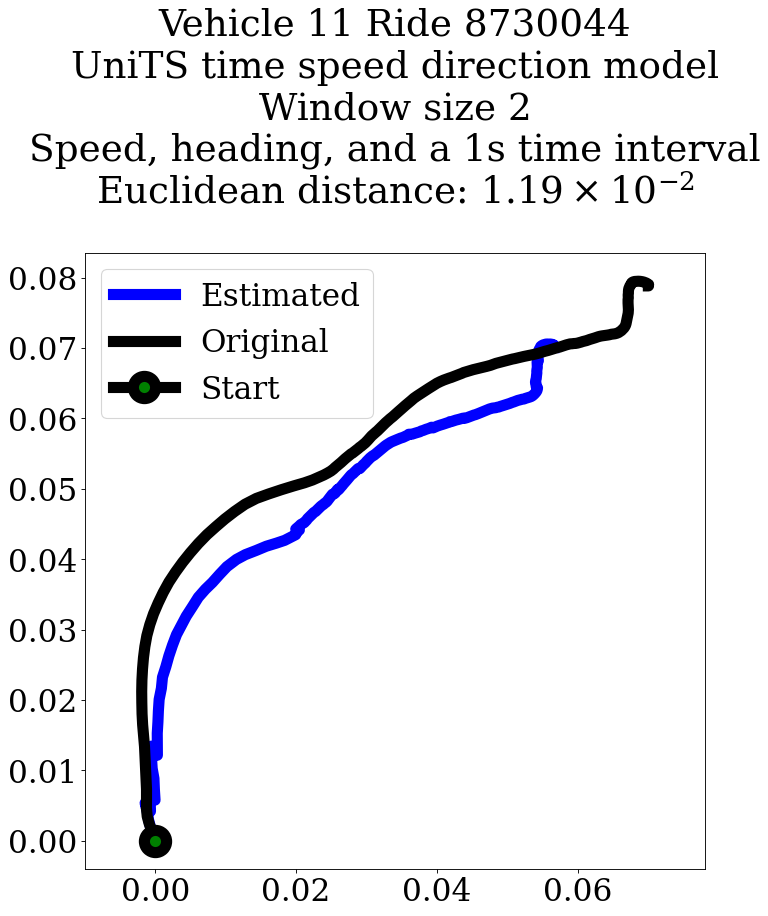 Vehicle 11 Ride 8730044
UniTS time speed direction model
Window size 2
Speed, heading, and a 1s time interval
Euclidean distance: 1.19 × 10⁻²
Estimated
Original
Start
0.08
0.07
0.06
0.05
0.04
0.03
0.02
0.01
0.00
0.00 0.02 0.04 0.06